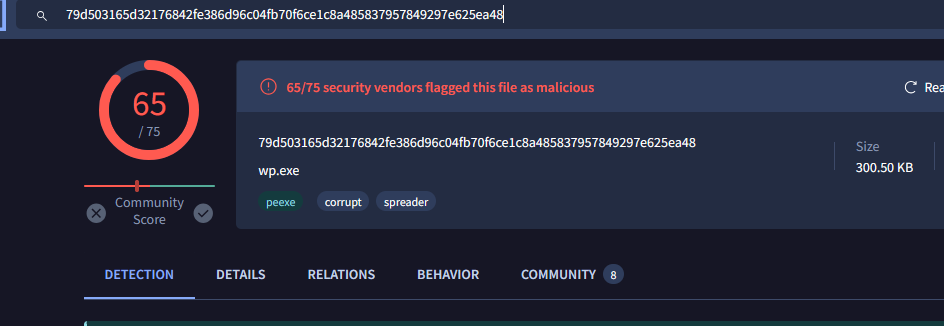 79d503165d32176842fe386d96c04fb70f6ce1c8a485837957849297e625ea48
65
/ 75
Community
Score
65/75 security vendors flagged this file as malicious
Rea
79d503165d32176842fe386d96c04fb70f6ce1c8a485837957849297e625ea48
wp.exe
peexe corrupt spreader
Size
300.50 KB
DETECTION DETAILS RELATIONS BEHAVIOR COMMUNITY 8